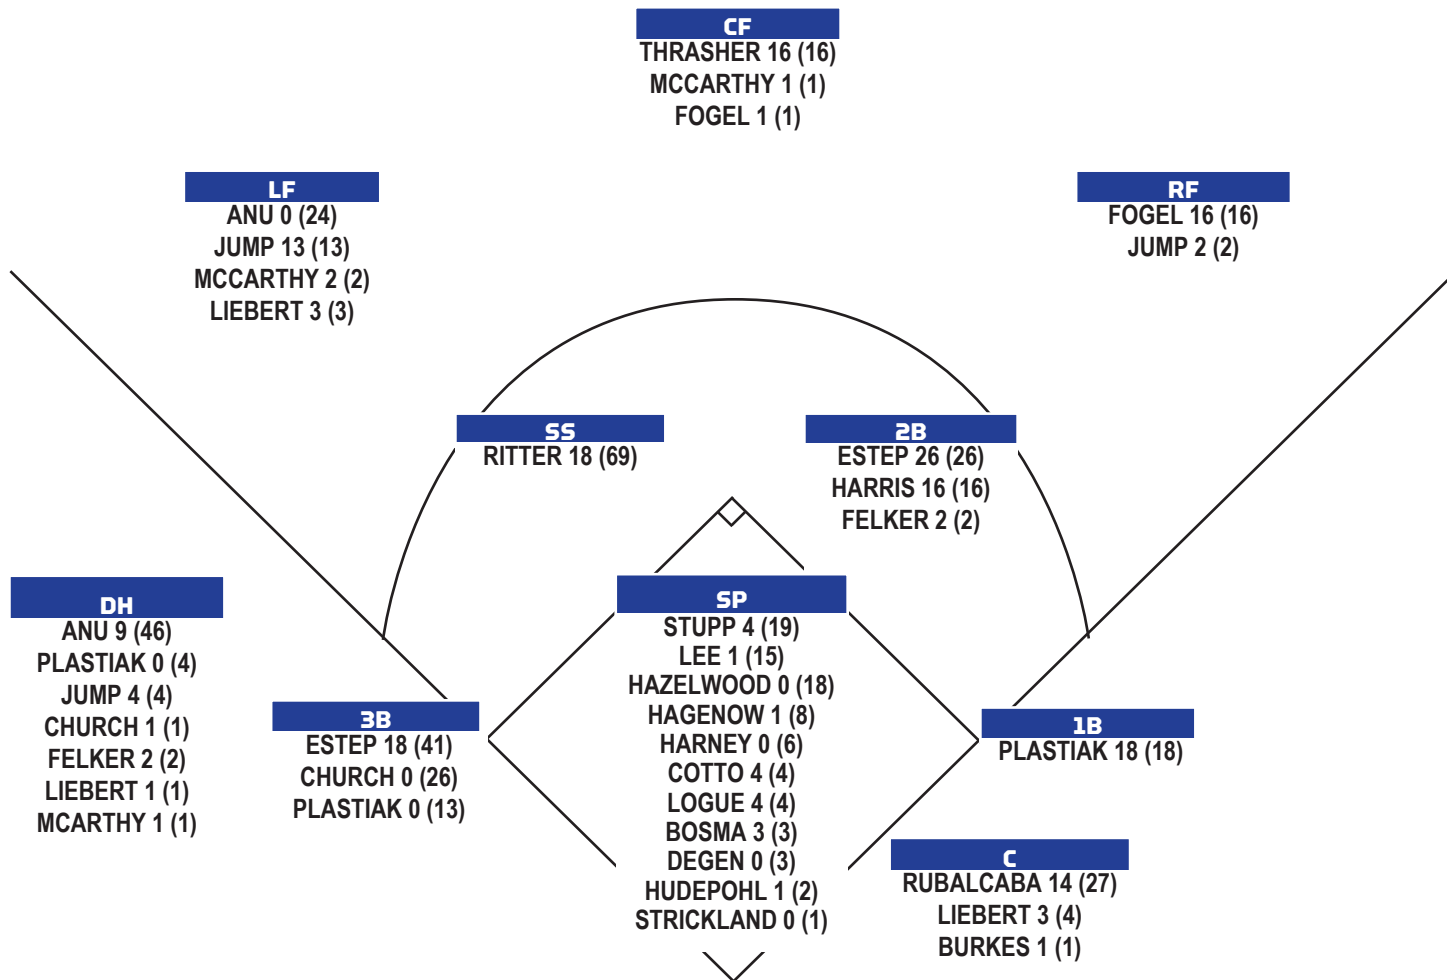 CF
THRASHER 16 (16)
MCCARTHY 1 (1)
FOGEL 1 (1)
LF
ANU 0 (24)
JUMP 13 (13)
MCCARTHY 2 (2)
LIEBERT 3 (3)
RF
FOGEL 16 (16)
JUMP 2 (2)
SS
RITTER 18 (69)
2B
ESTEP 26 (26)
HARRIS 16 (16)
FELKER 2 (2)
DH
ANU 9 (46)
PLASTIAK 0 (4)
JUMP 4 (4)
CHURCH 1 (1)
FELKER 2 (2)
LIEBERT 1 (1)
MCARTHY 1 (1)
3B
ESTEP 18 (41)
CHURCH 0 (26)
PLASTIAK 0 (13)
SP
STUPP 4 (19)
LEE 1 (15)
HAZELWOOD 0 (18)
HAGENOW 1 (8)
HARNEY 0 (6)
COTTO 4 (4)
LOGUE 4 (4)
BOSMA 3 (3)
DEGEN 0 (3)
HUDEPOHL 1 (2)
STRICKLAND 0 (1)
1B
PLASTIAK 18 (18)
C
RUBALCABA 14 (27)
LIEBERT 3 (4)
BURKES 1 (1)